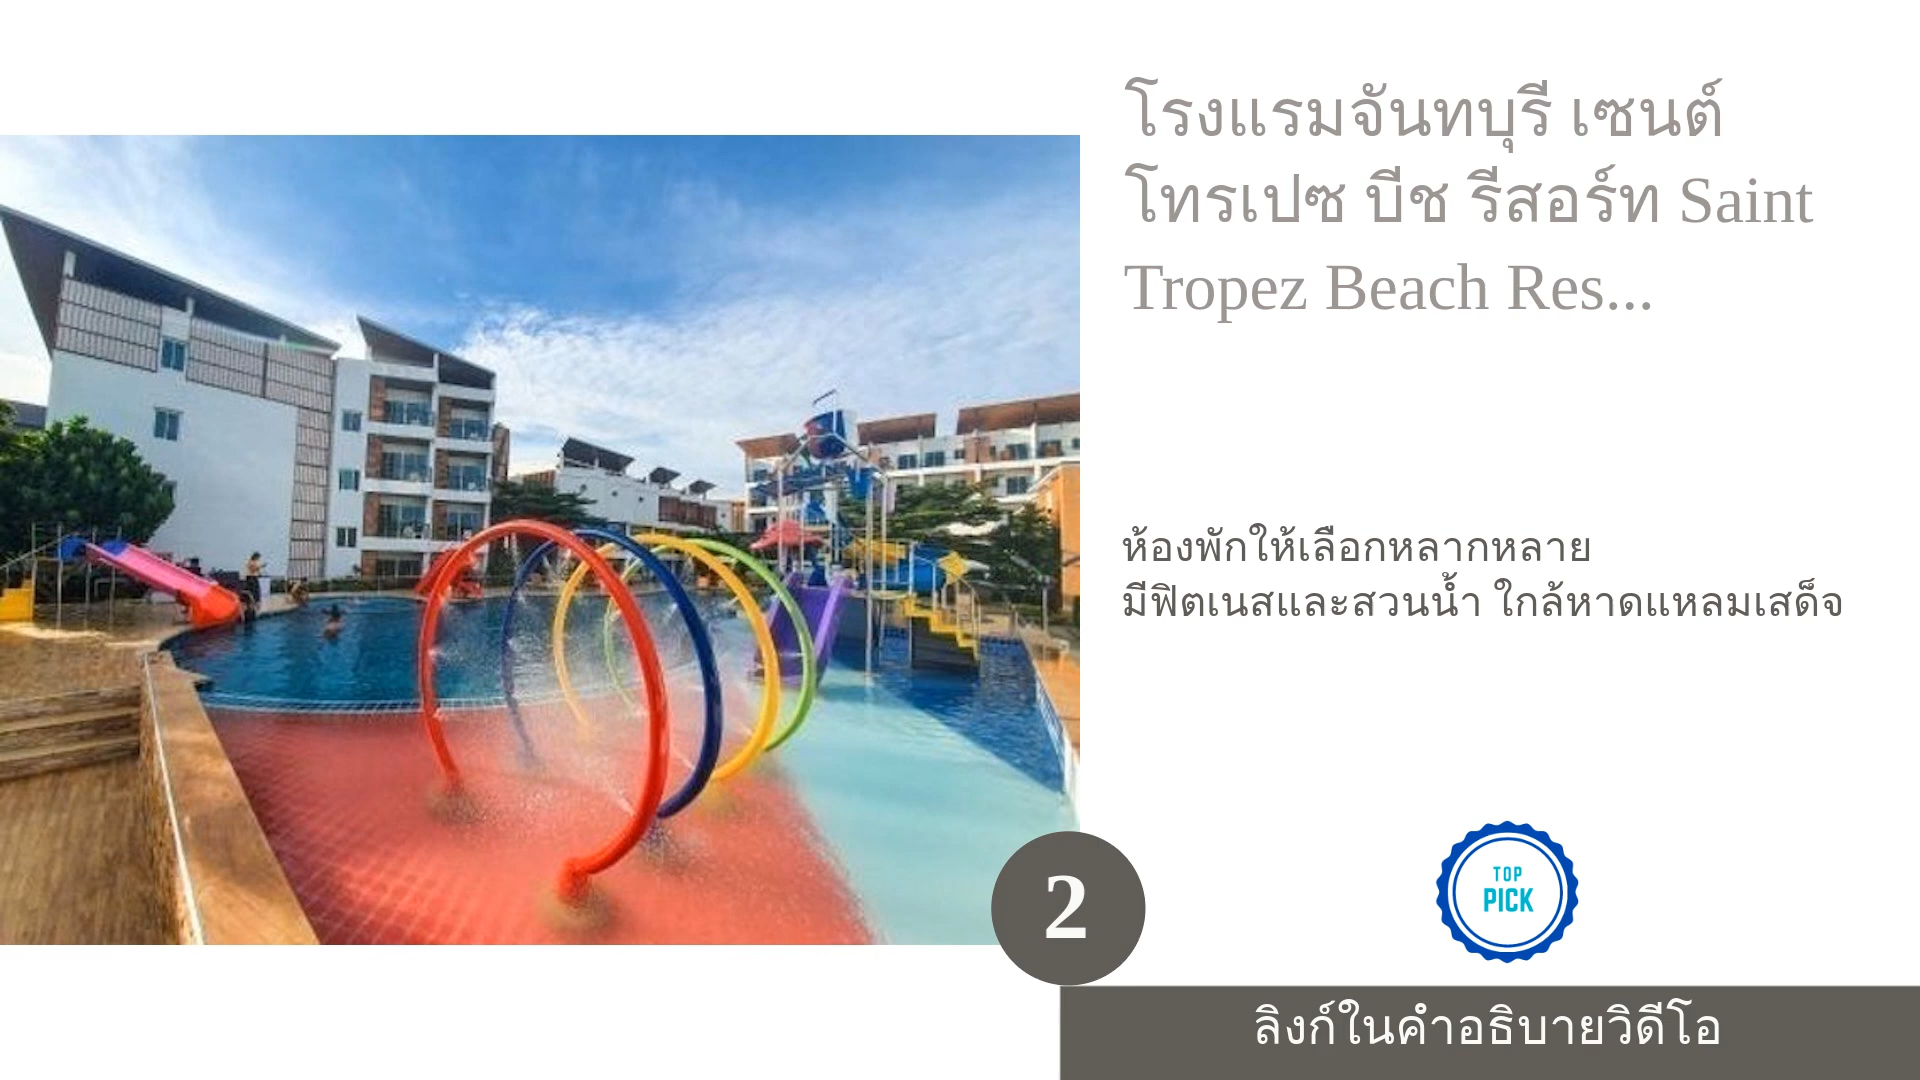 โรงแรมจันทบุรี เซนต์
โทรเปซ บีช รีสอร์ท Saint
Tropez Beach Res...
ห้องพักให้เลือกหลากหลาย
มีฟิตเนสและสวนน้ำ ใกล้หาดแหลมเสด็จ
2
TOP
PICK
ลิงก์ในคำอธิบายวิดีโอ